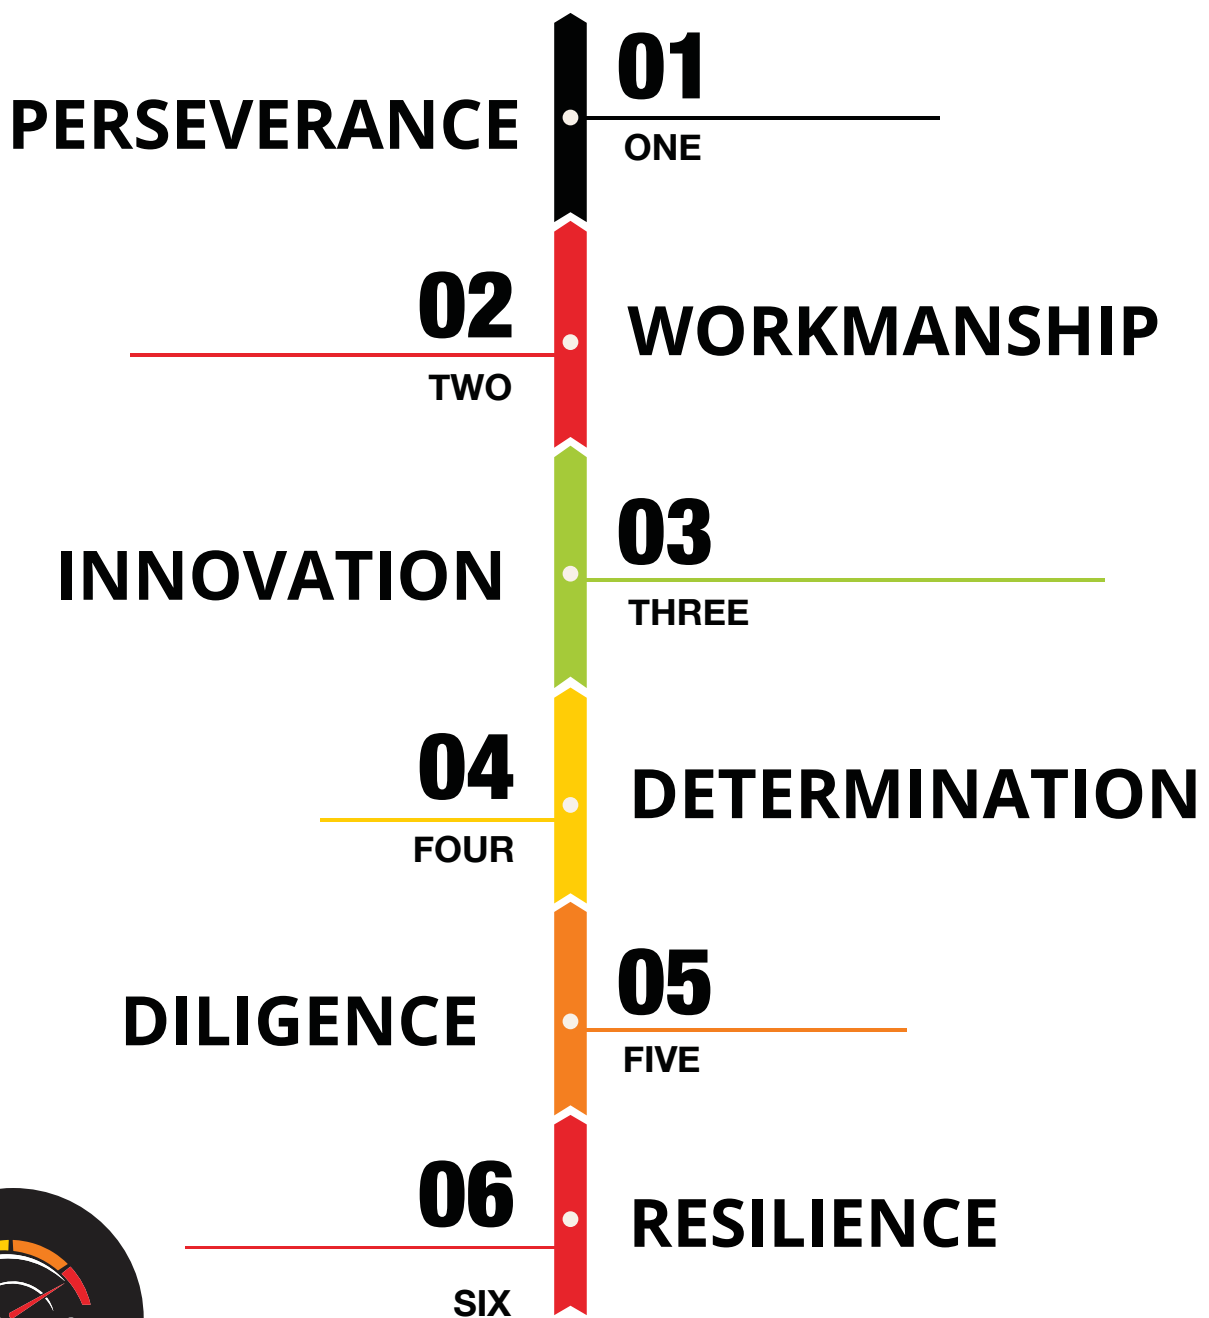 01
PERSEVERANCE
ONE
02
WORKMANSHIP
TWO
03
INNOVATION
THREE
04
DETERMINATION
FOUR
05
DILIGENCE
FIVE
06
RESILIENCE
SIX